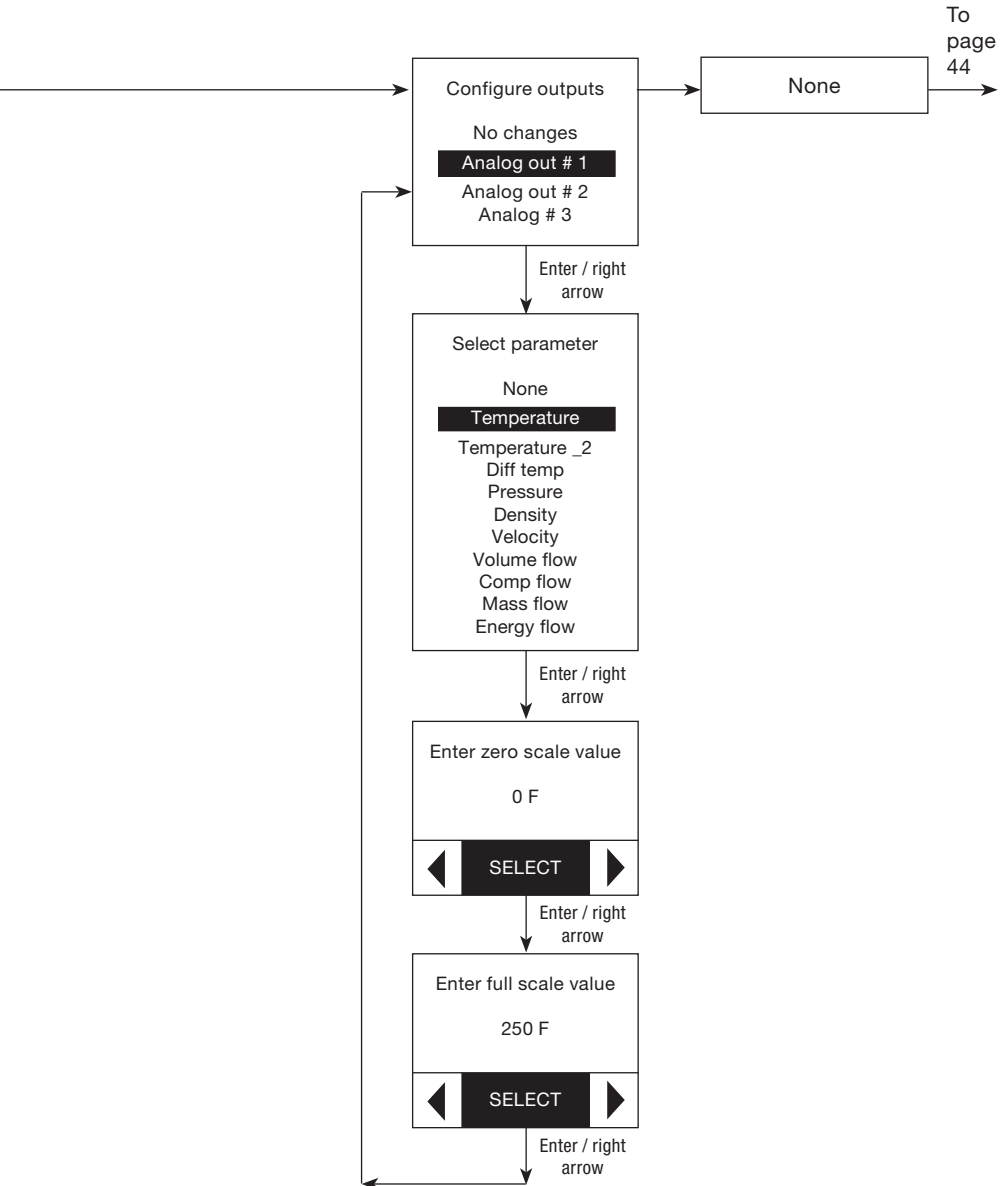 To
page
44
Configure outputs
None
No changes
Analog out # 1
Analog out # 2
Analog # 3
Enter / right
arrow
Select parameter
None
Temperature
Temperature _2
Diff temp
Pressure
Density
Velocity
Volume flow
Comp flow
Mass flow
Energy flow
Enter / right
arrow
Enter zero scale value
0 F
SELECT
Enter / right
arrow
Enter full scale value
250 F
SELECT
Enter / right
arrow